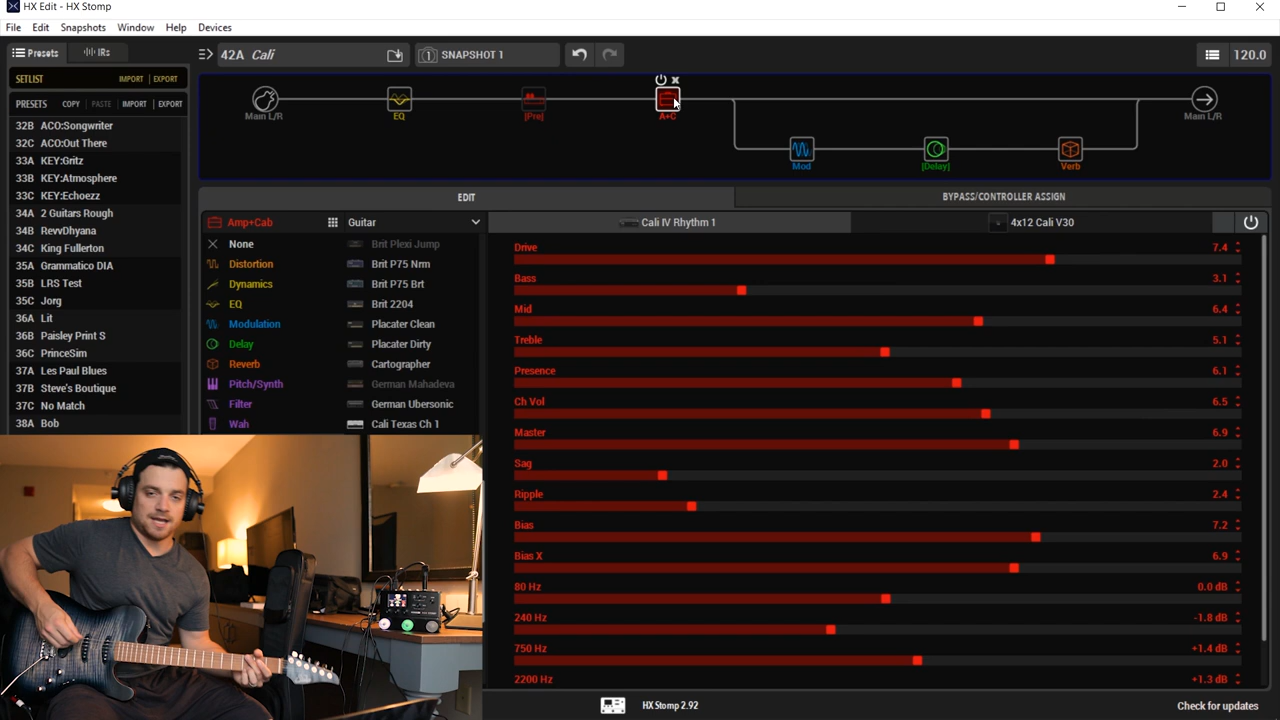 HX Edit - HX Stomp
File Edit Snapshots Window Help Devices
Presets IRs
42A Cali
1 SNAPSHOT 1
120.0
SETLIST IMPORT EXPORT
PRESETS COPY PASTE IMPORT EXPORT
32B ACO:Songwriter
32C ACO:Out There
33A KEY:Gritz
33B KEY:Atmosphere
33C KEY:Echoezz
34A 2 Guitars Rough
34B RevvDhyana
34C King Fullerton
35A Grammatico DIA
35B LRS Test
35C Jorg
36A Lit
36B Paisley Print S
36C PrinceSim
37A Les Paul Blues
37B Steve's Boutique
37C No Match
38A Bob
Main L/R EQ [Pre] A+C Main L/R
Mod [Delay] Verb
EDIT BYPASS/CONTROLLER ASSIGN
Amp+Cab Guitar
None
Distortion
Dynamics
EQ
Modulation
Delay
Reverb
Pitch/Synth
Filter
Wah
Brit Plexi Jump
Brit P75 Nrm
Brit P75 Brt
Brit 2204
Placater Clean
Placater Dirty
Cartographer
German Mahadeva
German Ubersonic
Cali Texas Ch 1
Cali IV Rhythm 1 4x12 Cali V30
Drive 7.4
Bass 3.1
Mid 6.4
Treble 5.1
Presence 6.1
Ch Vol 6.5
Master 6.9
Sag 2.0
Ripple 2.4
Bias 7.2
Bias X 6.9
80 Hz 0.0 dB
240 Hz -1.8 dB
750 Hz +1.4 dB
2200 Hz +1.3 dB
HX Stomp 2.92
Check for updates